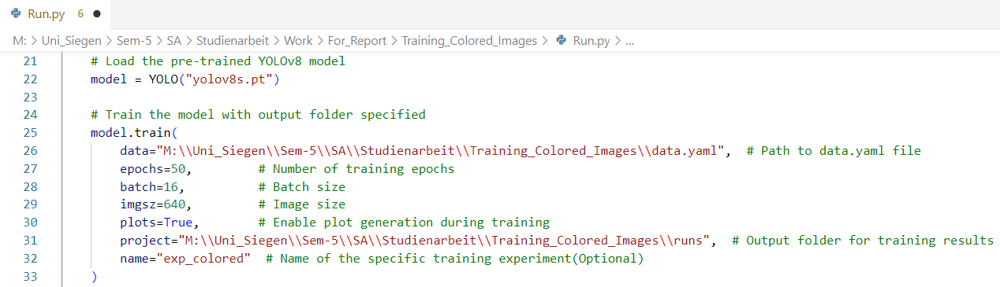 Run.py 6 ●
M: > Uni_Siegen > Sem-5 > SA > Studienarbeit > Work > For_Report > Training_Colored_Images > Run.py > ...
21 # Load the pre-trained YOLOv8 model
22 model = YOLO("yolov8s.pt")
23
24 # Train the model with output folder specified
25 model.train(
26 data="M:\\Uni_Siegen\\Sem-5\\SA\\Studienarbeit\\Training_Colored_Images\\data.yaml", # Path to data.yaml file
27 epochs=50, # Number of training epochs
28 batch=16, # Batch size
29 imgsz=640, # Image size
30 plots=True, # Enable plot generation during training
31 project="M:\\Uni_Siegen\\Sem-5\\SA\\Studienarbeit\\Training_Colored_Images\\runs", # Output folder for training results
32 name="exp_colored" # Name of the specific training experiment(Optional)
33 )